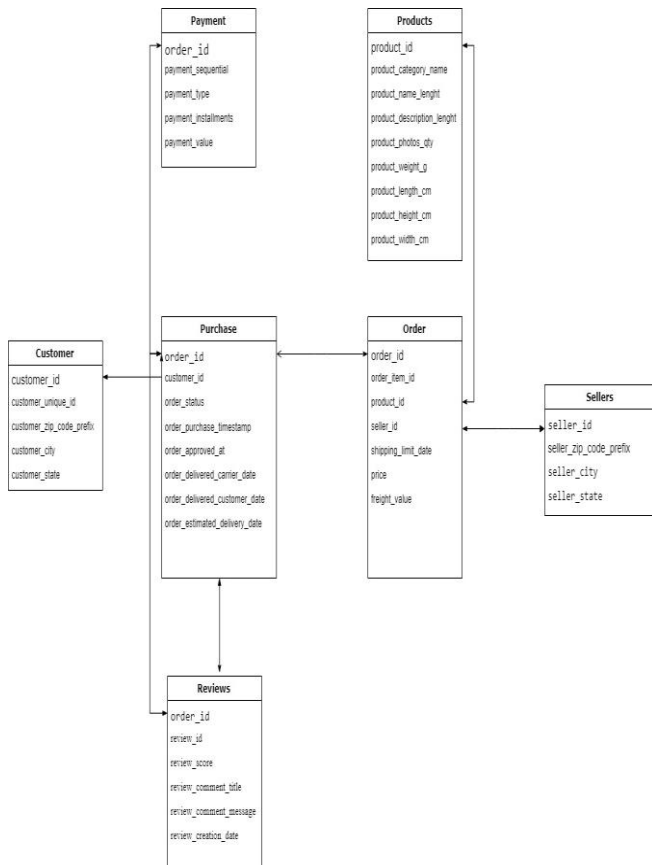 Payment
order_id
payment_sequential
payment_type
payment_installments
payment_value
Products
product_id
product_category_name
product_name_lenght
product_description_lenght
product_photos_qty
product_weight_g
product_length_cm
product_height_cm
product_width_cm
Customer
customer_id
customer_unique_id
customer_zip_code_prefix
customer_city
customer_state
Purchase
order_id
customer_id
order_status
order_purchase_timestamp
order_approved_at
order_delivered_carrier_date
order_delivered_customer_date
order_estimated_delivery_date
Order
order_id
order_item_id
product_id
seller_id
shipping_limit_date
price
freight_value
Sellers
seller_id
seller_zip_code_prefix
seller_city
seller_state
Reviews
order_id
review_id
review_score
review_comment_title
review_comment_message
review_creation_date